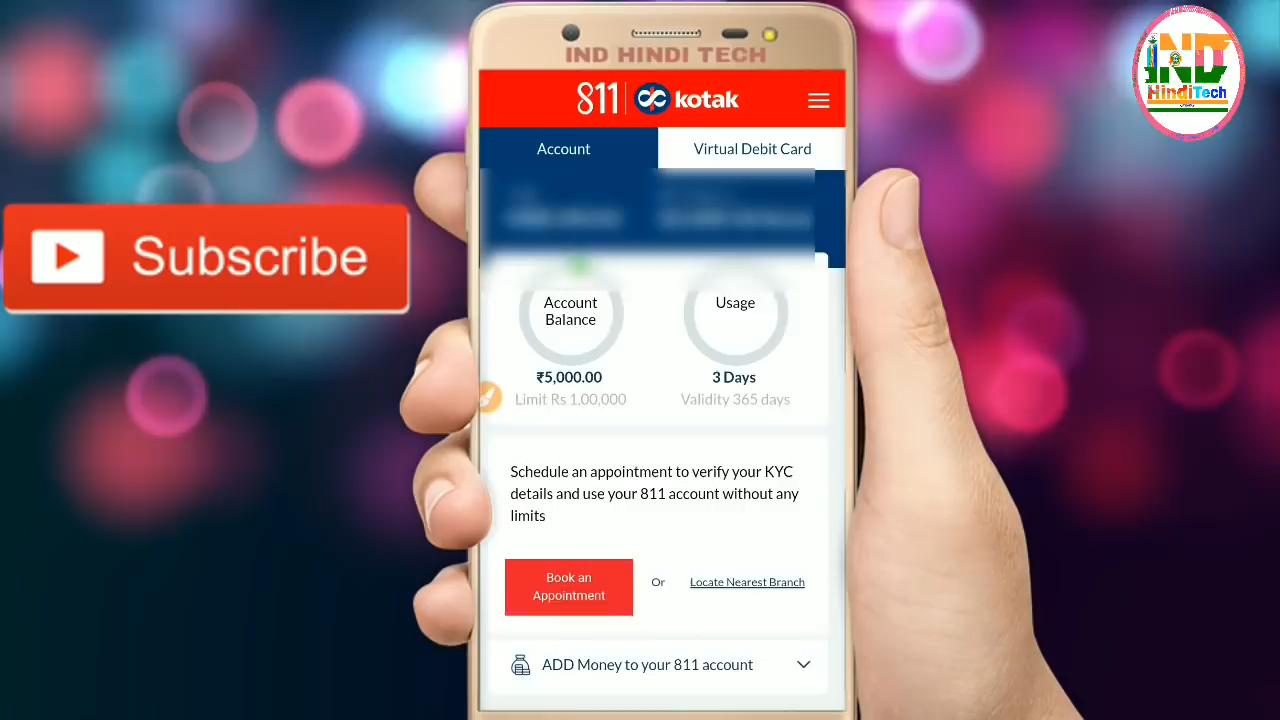 IND HINDI TECH
IND
HindiTech
811 kotak
Account
Virtual Debit Card
Subscribe
Account
Balance
Usage
₹5,000.00
3 Days
Limit Rs 1,00,000
Validity 365 days
Schedule an appointment to verify your KYC
details and use your 811 account without any
limits
Book an
Appointment
Or
Locate Nearest Branch
ADD Money to your 811 account